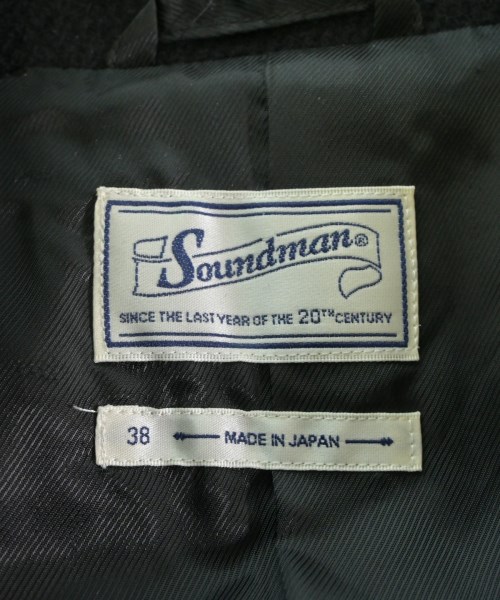 Soundman®
SINCE THE LAST YEAR OF THE 20TH CENTURY
38 MADE IN JAPAN